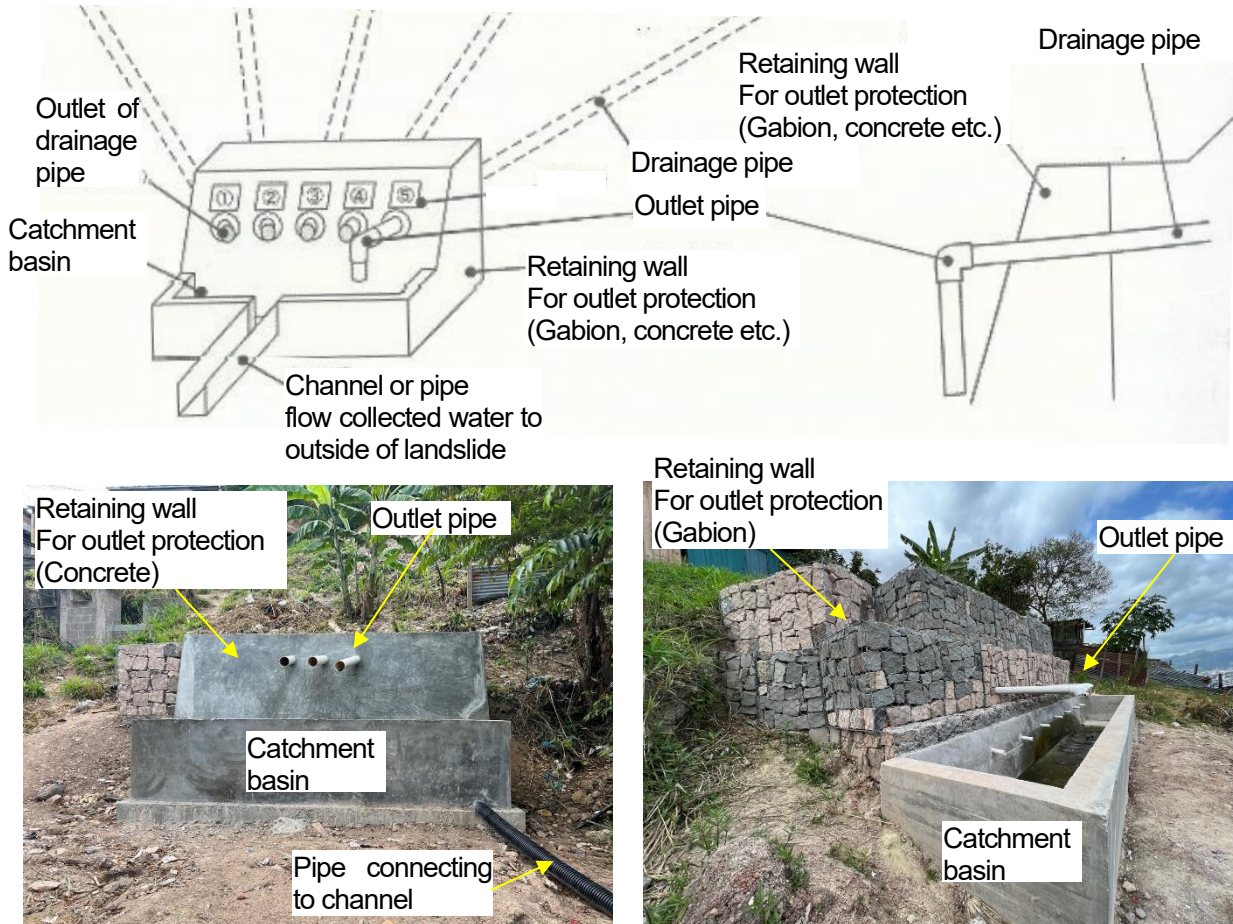 Outlet of
drainage
pipe
Catchment
basin
① ② ③ ④ ⑤
Drainage pipe
Outlet pipe
Retaining wall
For outlet protection
(Gabion, concrete etc.)
Channel or pipe
flow collected water to
outside of landslide
Drainage pipe
Retaining wall
For outlet protection
(Gabion, concrete etc.)
Retaining wall
For outlet protection
(Concrete)
Outlet pipe
Catchment
basin
Pipe connecting
to channel
Retaining wall
For outlet protection
(Gabion)
Outlet pipe
Catchment
basin